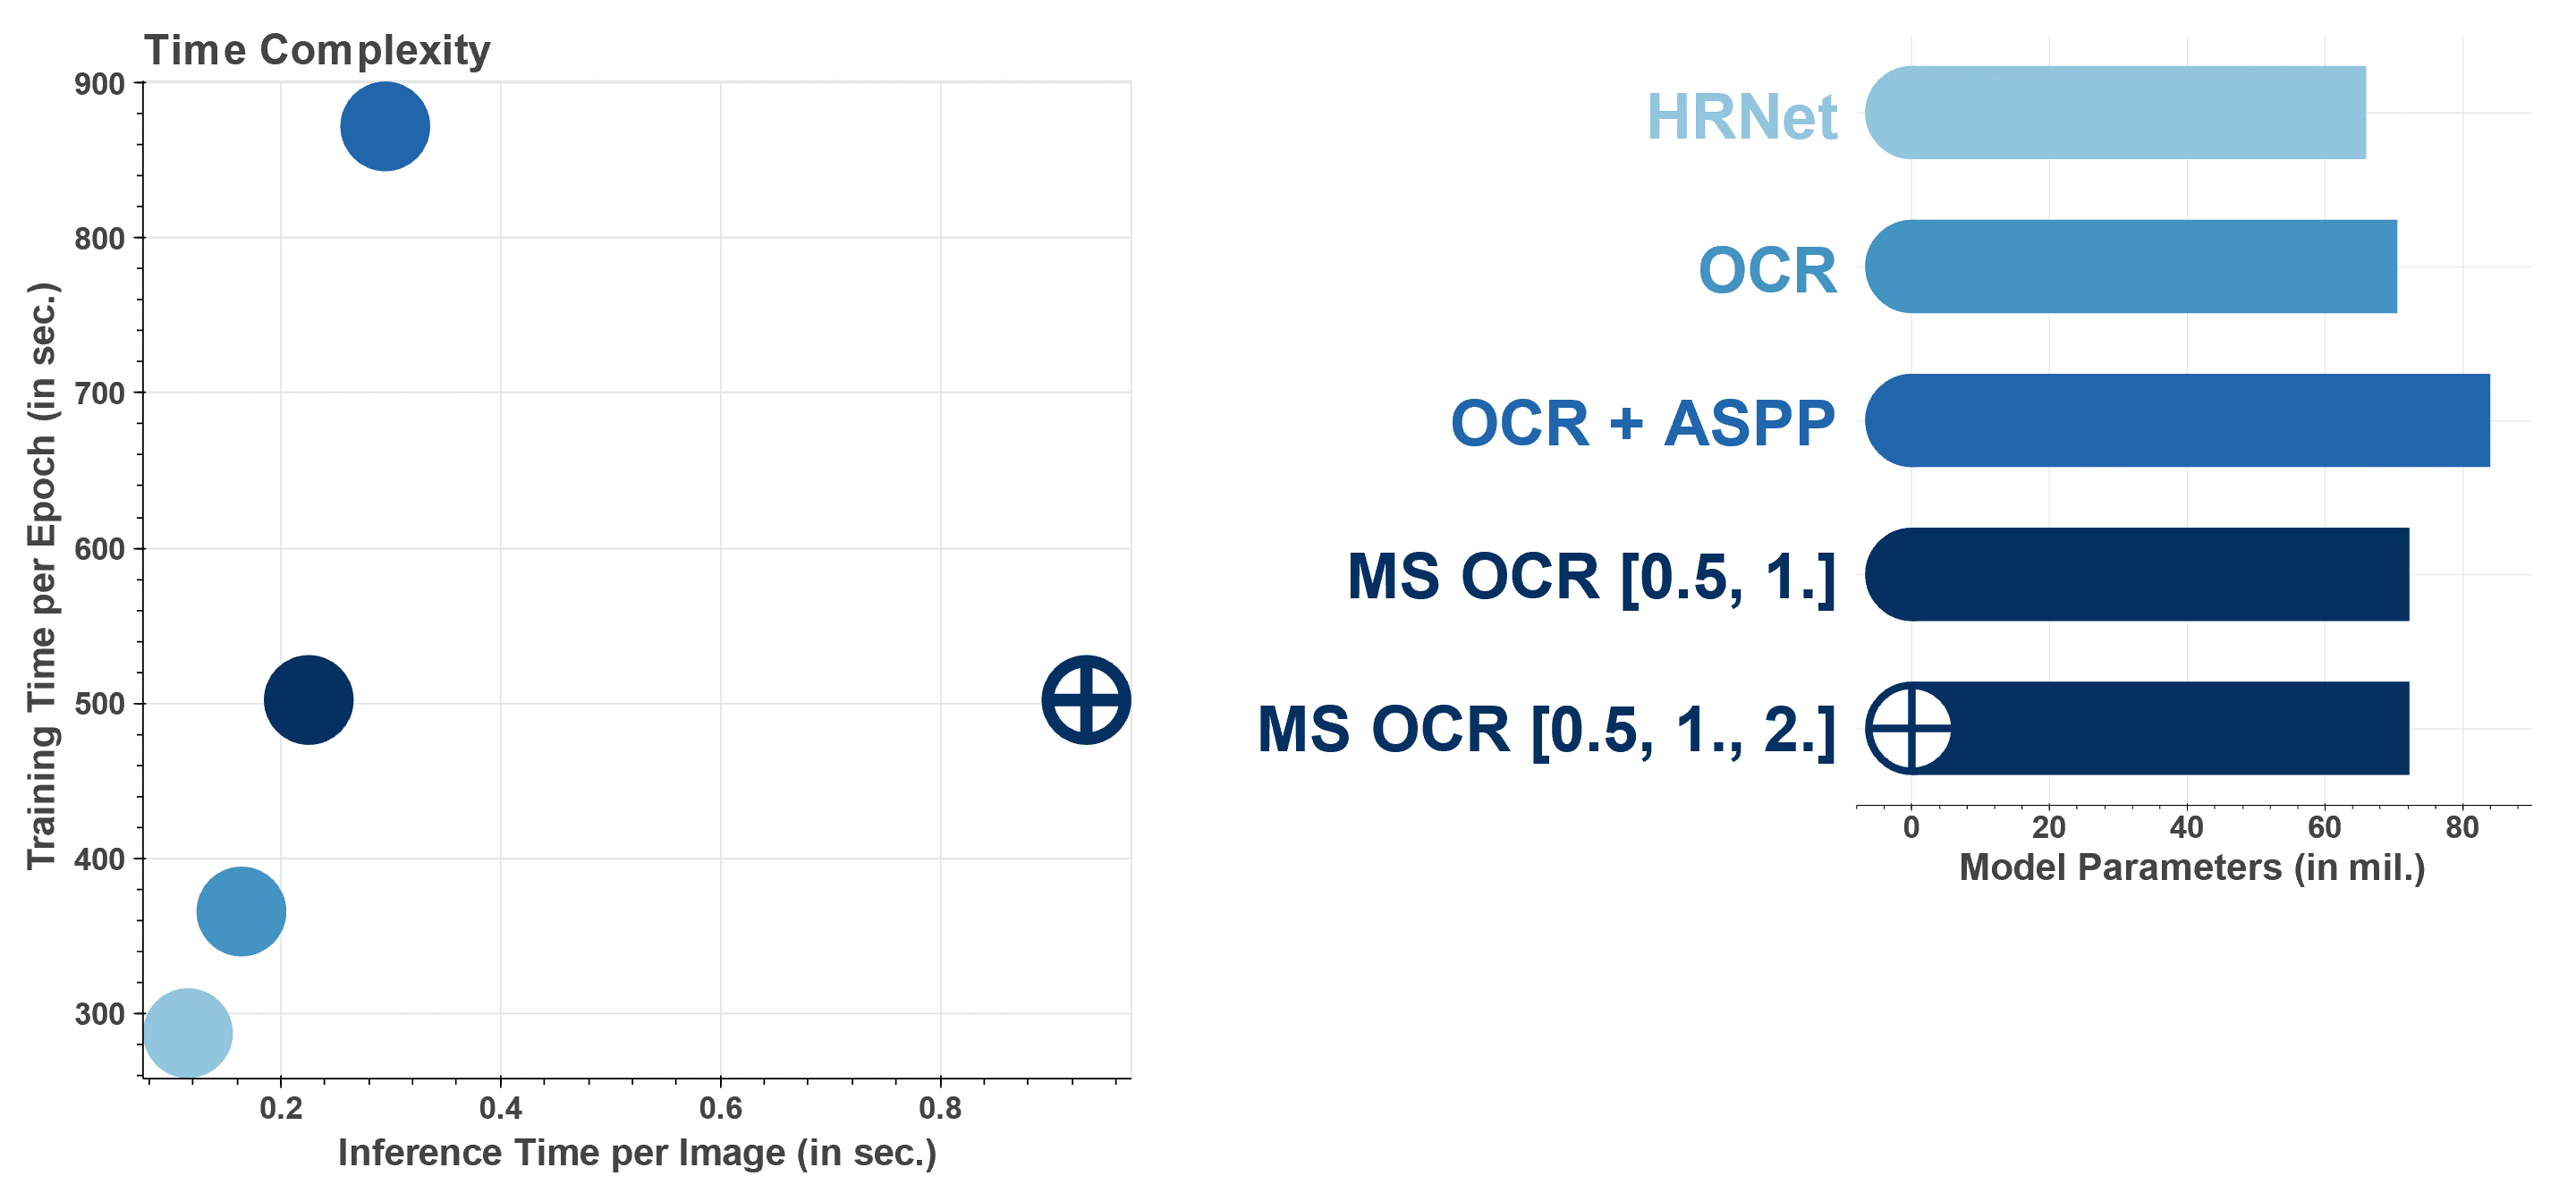 Time Complexity
900
800
700
600
500
400
300
Training Time per Epoch (in sec.)
0.2 0.4 0.6 0.8
Inference Time per Image (in sec.)
HRNet
OCR
OCR + ASPP
MS OCR [0.5, 1.]
MS OCR [0.5, 1., 2.]
0 20 40 60 80
Model Parameters (in mil.)